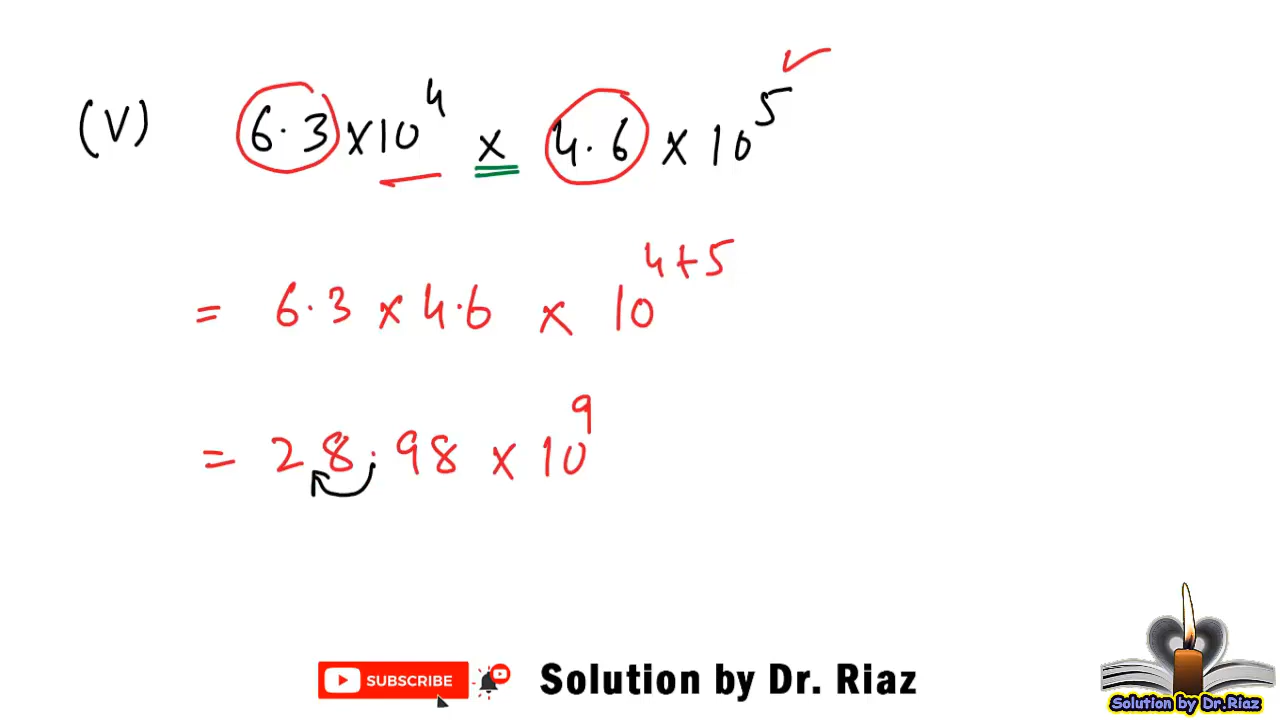 (V) 6.3 × 10^4 × 4.6 × 10^5
= 6.3 × 4.6 × 10^4+5
= 28.98 × 10^9
SUBSCRIBE Solution by Dr. Riaz
Solution by Dr.Riaz